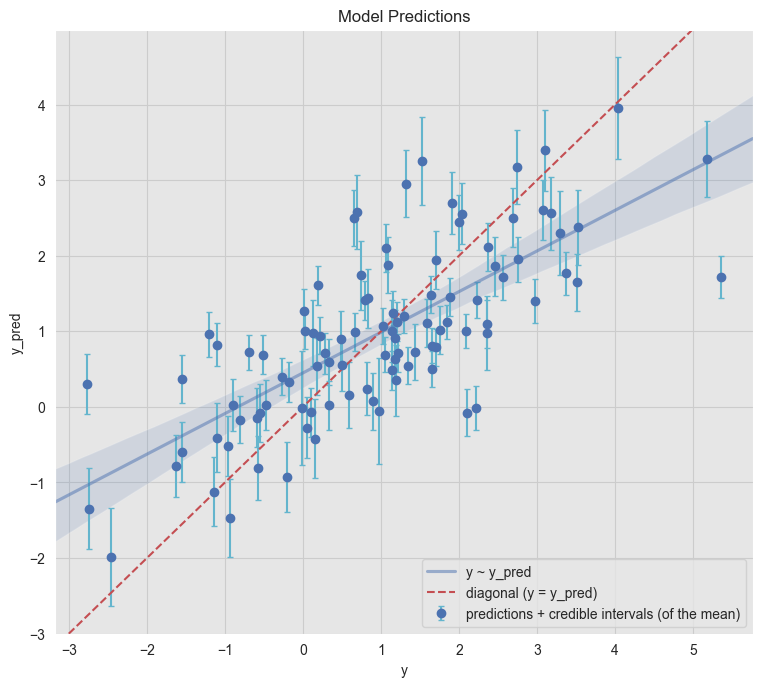 Model Predictions
y_pred
4
3
2
1
0
−1
−2
−3
−3 −2 −1 0 1 2 3 4 5
y
y ~ y_pred
diagonal (y = y_pred)
predictions + credible intervals (of the mean)